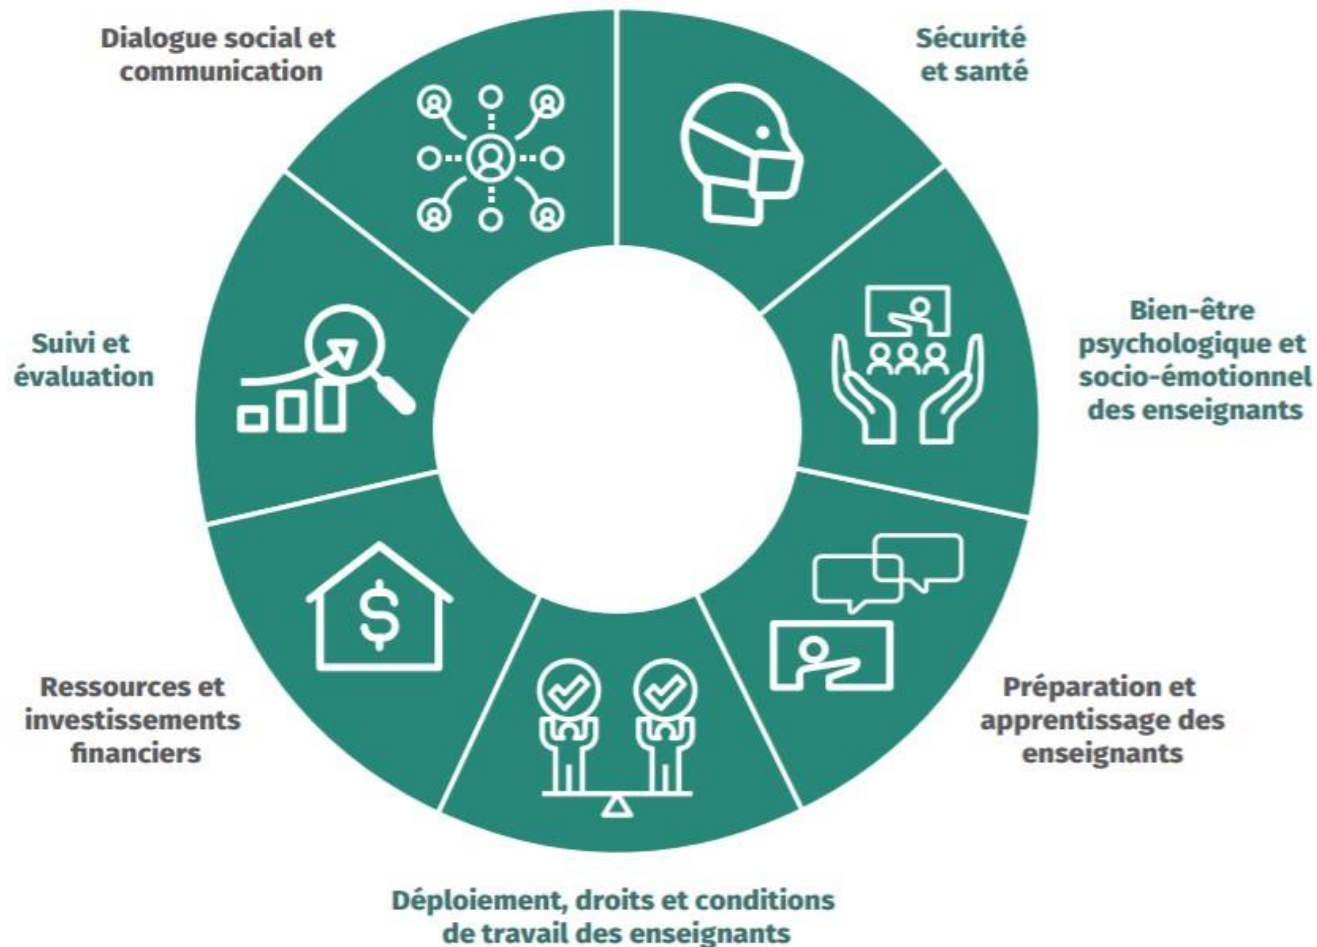 Dialogue social et
communication
Sécurité
et santé
Bien-être
psychologique et
socio-émotionnel
des enseignants
Préparation et
apprentissage des
enseignants
Déploiement, droits et conditions
de travail des enseignants
Ressources et
investissements
financiers
Suivi et
évaluation
$